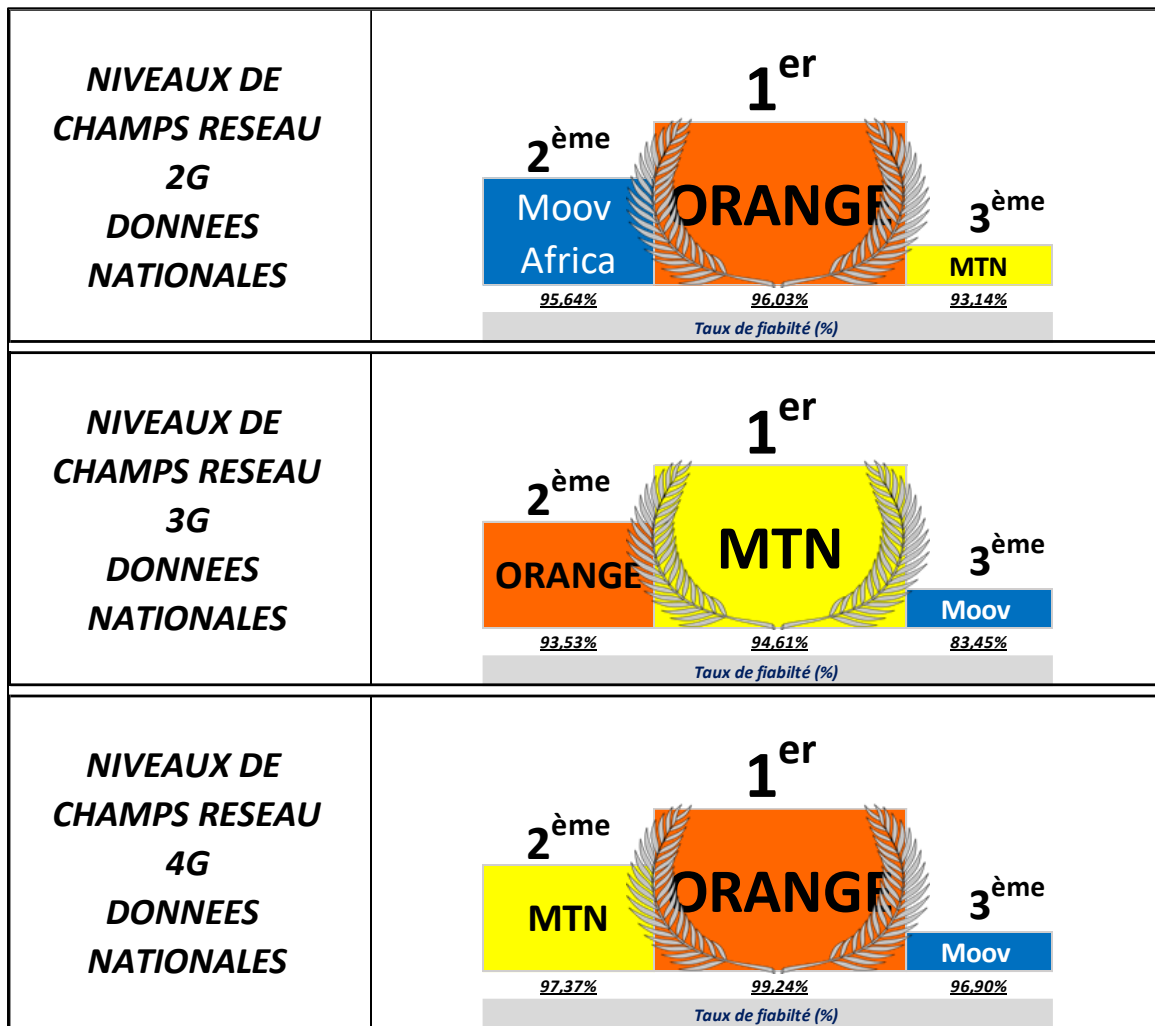 NIVEAUX DE
CHAMPS RESEAU
2G
DONNEES
NATIONALES
1er
2ème
3ème
Moov
Africa
ORANGE
MTN
95,64% 96,03% 93,14%
Taux de fiabilté (%)
NIVEAUX DE
CHAMPS RESEAU
3G
DONNEES
NATIONALES
1er
2ème
3ème
ORANGE
MTN
Moov
93,53% 94,61% 83,45%
Taux de fiabilté (%)
NIVEAUX DE
CHAMPS RESEAU
4G
DONNEES
NATIONALES
1er
2ème
3ème
MTN
ORANGE
Moov
97,37% 99,24% 96,90%
Taux de fiabilté (%)